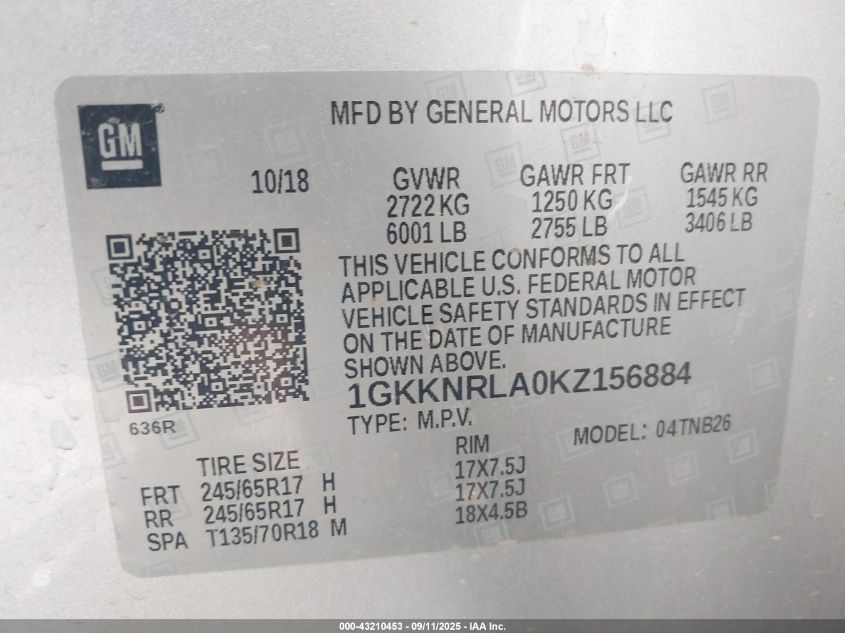 GM
MFD BY GENERAL MOTORS LLC
10/18
GVWR
2722 KG
6001 LB
GAWR FRT
1250 KG
2755 LB
GAWR RR
1545 KG
3406 LB
THIS VEHICLE CONFORMS TO ALL
APPLICABLE U.S. FEDERAL MOTOR
VEHICLE SAFETY STANDARDS IN EFFECT
ON THE DATE OF MANUFACTURE
SHOWN ABOVE.
1GKKNRLA0KZ156884
636R
TYPE: M.P.V.
MODEL: 04TNB26
TIRE SIZE
RIM
FRT 245/65R17 H 17X7.5J
RR 245/65R17 H 17X7.5J
SPA T135/70R18 M 18X4.5B
000-43210453 - 09/11/2025 - IAA Inc.